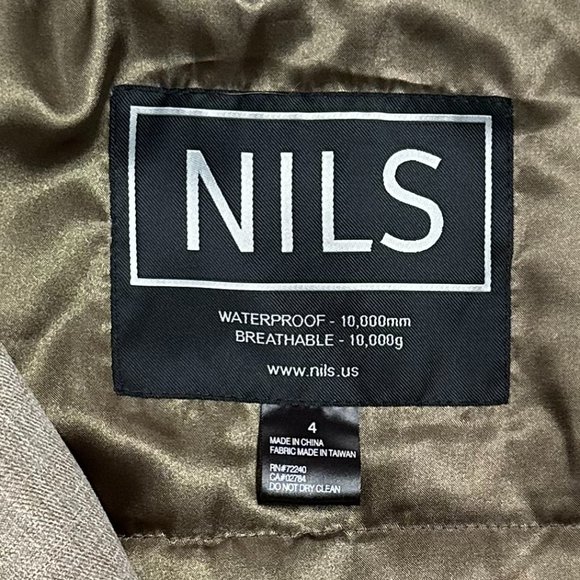 NILS
WATERPROOF - 10,000mm
BREATHABLE - 10,000g
www.nils.us
4
MADE IN CHINA
FABRIC MADE IN TAIWAN
RN#72240
CA#02784
DO NOT DRY CLEAN